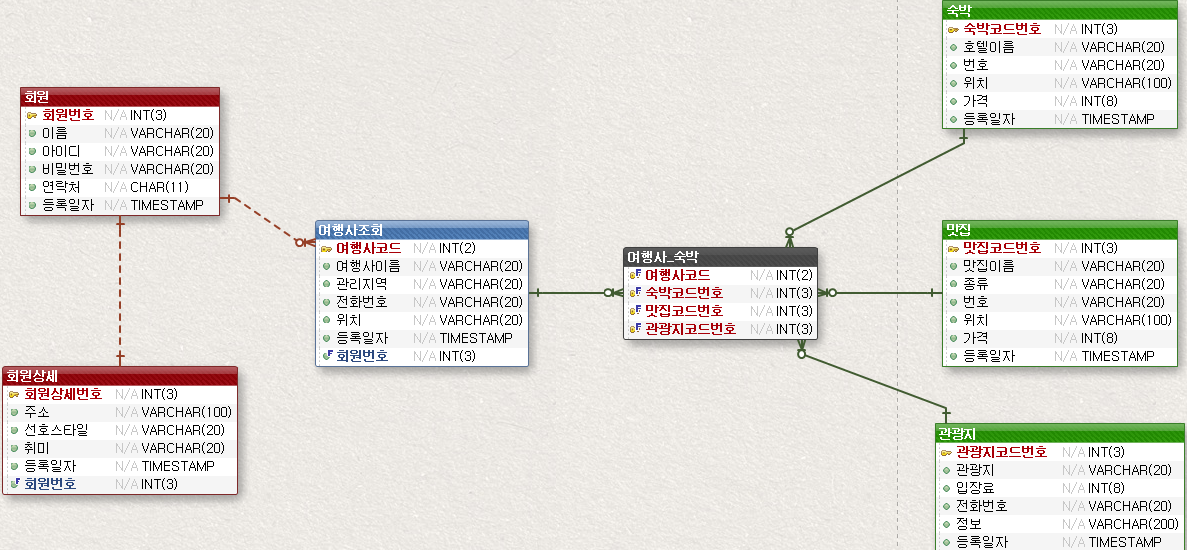 회원
회원번호 N/A INT(3)
이름 N/A VARCHAR(20)
아이디 N/A VARCHAR(20)
비밀번호 N/A VARCHAR(20)
연락처 N/A CHAR(11)
등록일자 N/A TIMESTAMP
회원상세
회원상세번호 N/A INT(3)
주소 N/A VARCHAR(100)
선호스타일 N/A VARCHAR(20)
취미 N/A VARCHAR(20)
등록일자 N/A TIMESTAMP
회원번호 N/A INT(3)
여행사조회
여행사코드 N/A INT(2)
여행사이름 N/A VARCHAR(20)
관리지역 N/A VARCHAR(20)
전화번호 N/A VARCHAR(20)
위치 N/A VARCHAR(20)
등록일자 N/A TIMESTAMP
회원번호 N/A INT(3)
여행사_숙박
여행사코드 N/A INT(2)
숙박코드번호 N/A INT(3)
맛집코드번호 N/A INT(3)
관광지코드번호 N/A INT(3)
숙박
숙박코드번호 N/A INT(3)
호텔이름 N/A VARCHAR(20)
번호 N/A VARCHAR(20)
위치 N/A VARCHAR(100)
가격 N/A INT(8)
등록일자 N/A TIMESTAMP
맛집
맛집코드번호 N/A INT(3)
맛집이름 N/A VARCHAR(20)
종류 N/A VARCHAR(20)
번호 N/A VARCHAR(20)
위치 N/A VARCHAR(100)
가격 N/A INT(8)
등록일자 N/A TIMESTAMP
관광지
관광지코드번호 N/A INT(3)
관광지 N/A VARCHAR(20)
입장료 N/A INT(8)
전화번호 N/A VARCHAR(20)
정보 N/A VARCHAR(200)
등록일자 N/A TIMESTAMP